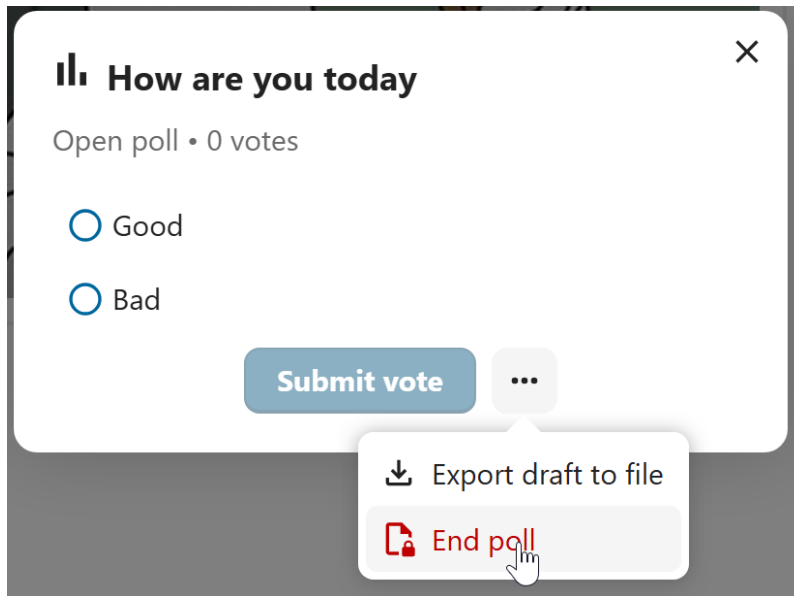 How are you today
Open poll • 0 votes
Good
Bad
Submit vote
Export draft to file
End poll